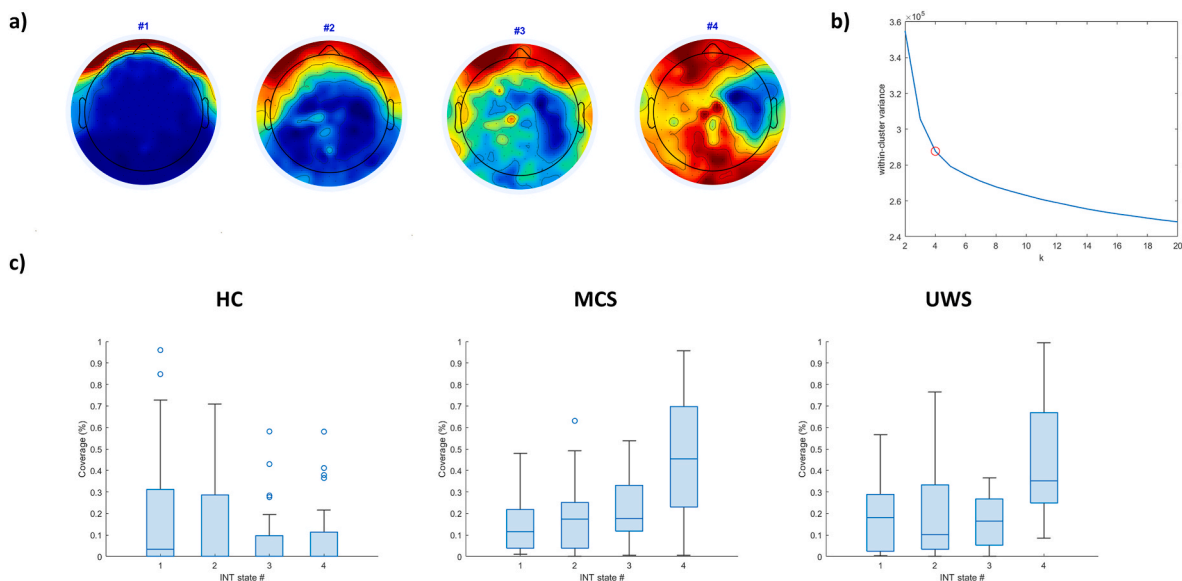 a)
#1
#2
#3
#4
b)
×10^5
3.6
3.4
3.2
3
2.8
2.6
2.4
within-cluster variance
2 4 6 8 10 12 14 16 18 20
k
c)
HC
1
0.9
0.8
0.7
0.6
0.5
0.4
0.3
0.2
0.1
0
Coverage (%)
1 2 3 4
INT state #
MCS
1
0.9
0.8
0.7
0.6
0.5
0.4
0.3
0.2
0.1
0
Coverage (%)
1 2 3 4
INT state #
UWS
1
0.9
0.8
0.7
0.6
0.5
0.4
0.3
0.2
0.1
0
Coverage (%)
1 2 3 4
INT state #